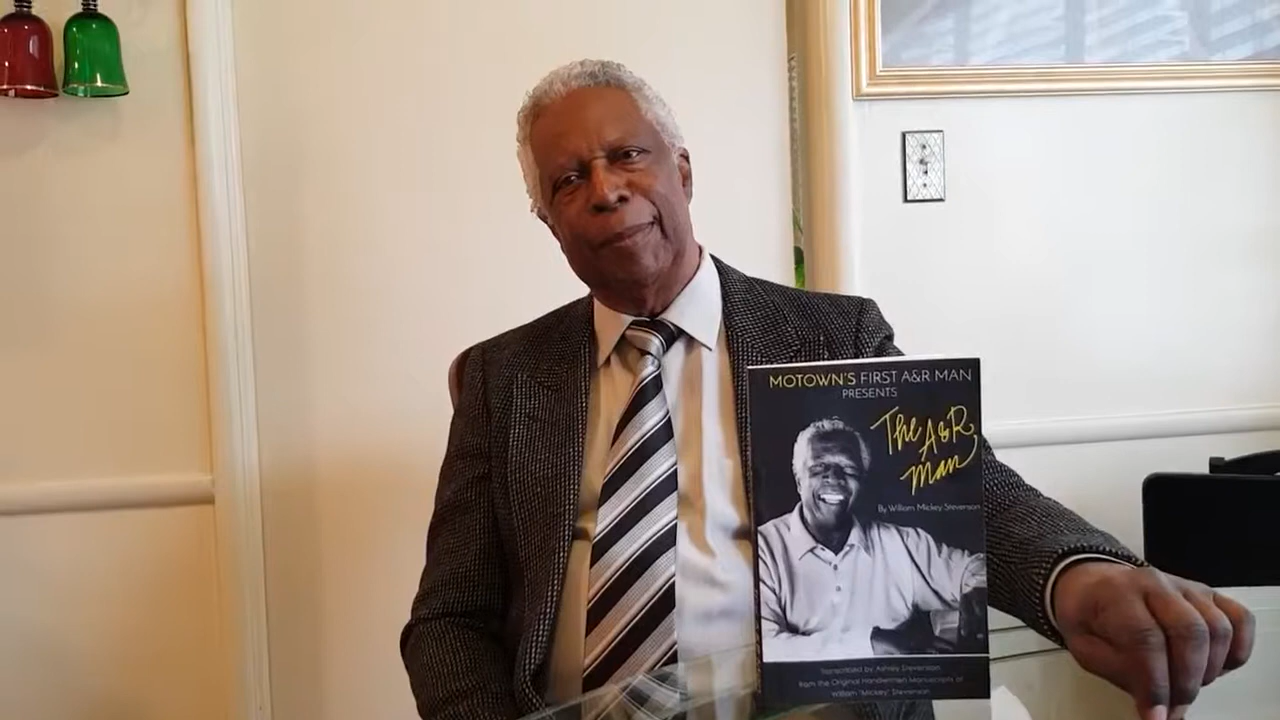 MOTOWN'S FIRST A&R MAN
PRESENTS
The A&R
Man
By William Mickey Stevenson
Transcribed by Ashley Stevenson
from the Original Handwritten Manuscripts of
William "Mickey" Stevenson